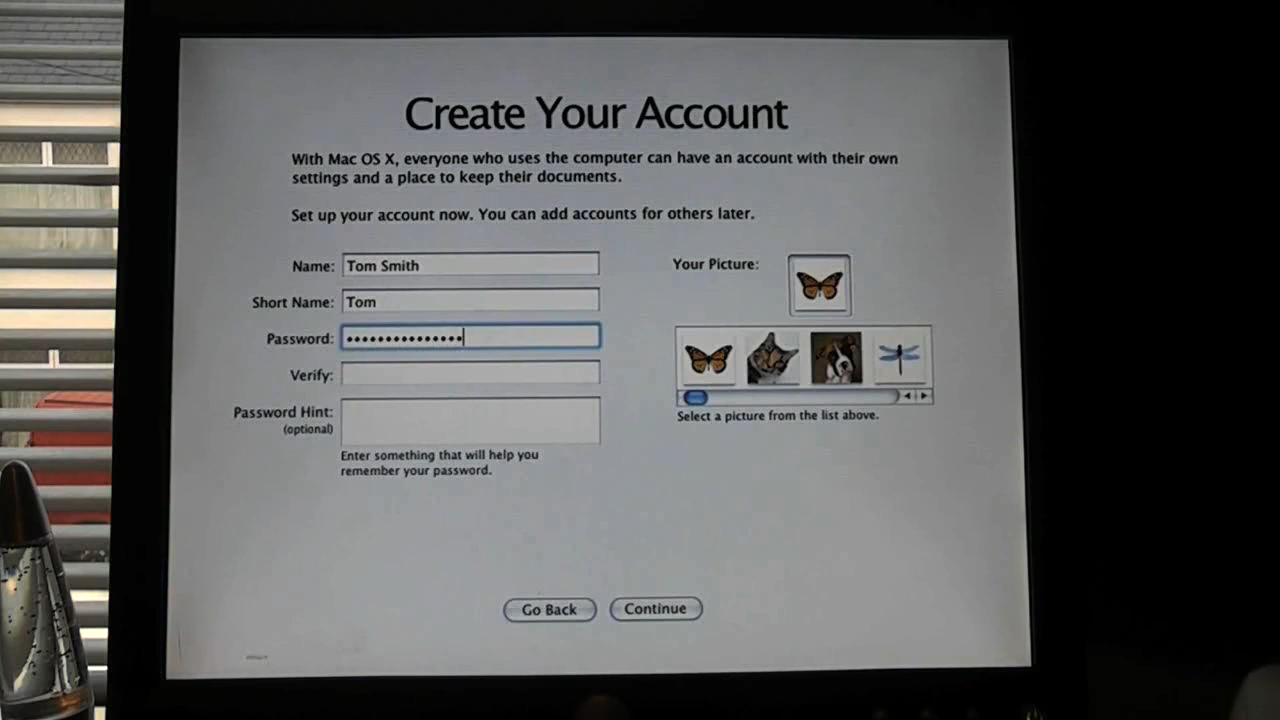 Create Your Account
With Mac OS X, everyone who uses the computer can have an account with their own
settings and a place to keep their documents.
Set up your account now. You can add accounts for others later.
Name: Tom Smith
Short Name: Tom
Password: •••••••••••••••
Verify:
Password Hint:
(optional)
Enter something that will help you
remember your password.
Your Picture:
Select a picture from the list above.
Go Back
Continue